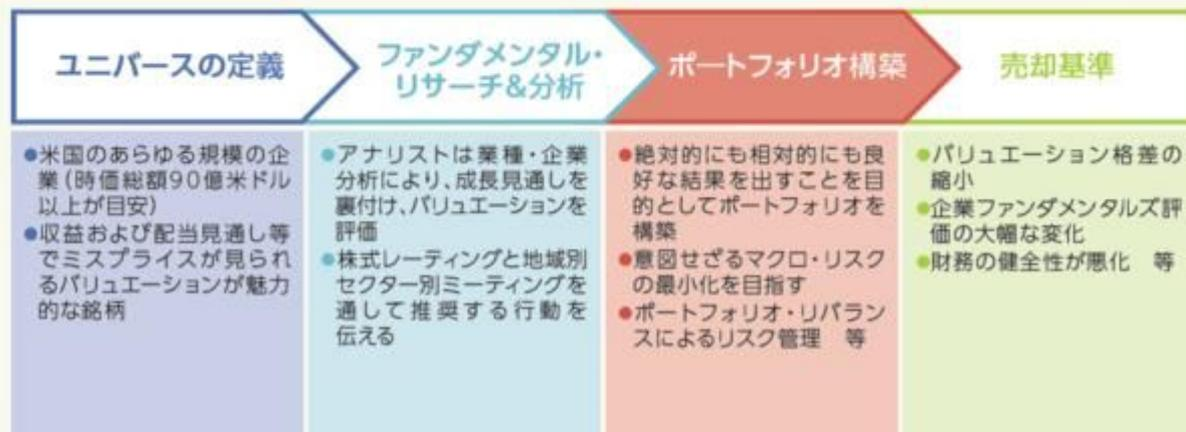 ユニバースの定義
ファンダメンタル・
リサーチ&分析
ポートフォリオ構築
売却基準
●米国のあらゆる規模の企
業(時価総額90億米ドル
以上が目安)
●収益および配当見通し等
でミスプライスが見られ
るバリュエーションが魅力
的な銘柄
●アナリストは業種・企業
分析により、成長見通しを
裏付け、バリュエーションを
評価
●株式レーティングと地域別
セクター別ミーティングを
通して推奨する行動を
伝える
●絶対的にも相対的にも良
好な結果を出すことを目
的としてポートフォリオを
構築
●意図せざるマクロ・リスク
の最小化を目指す
●ポートフォリオ・リバラン
スによるリスク管理 等
●バリュエーション格差の
縮小
●企業ファンダメンタルズ評
価の大幅な変化
●財務の健全性が悪化 等